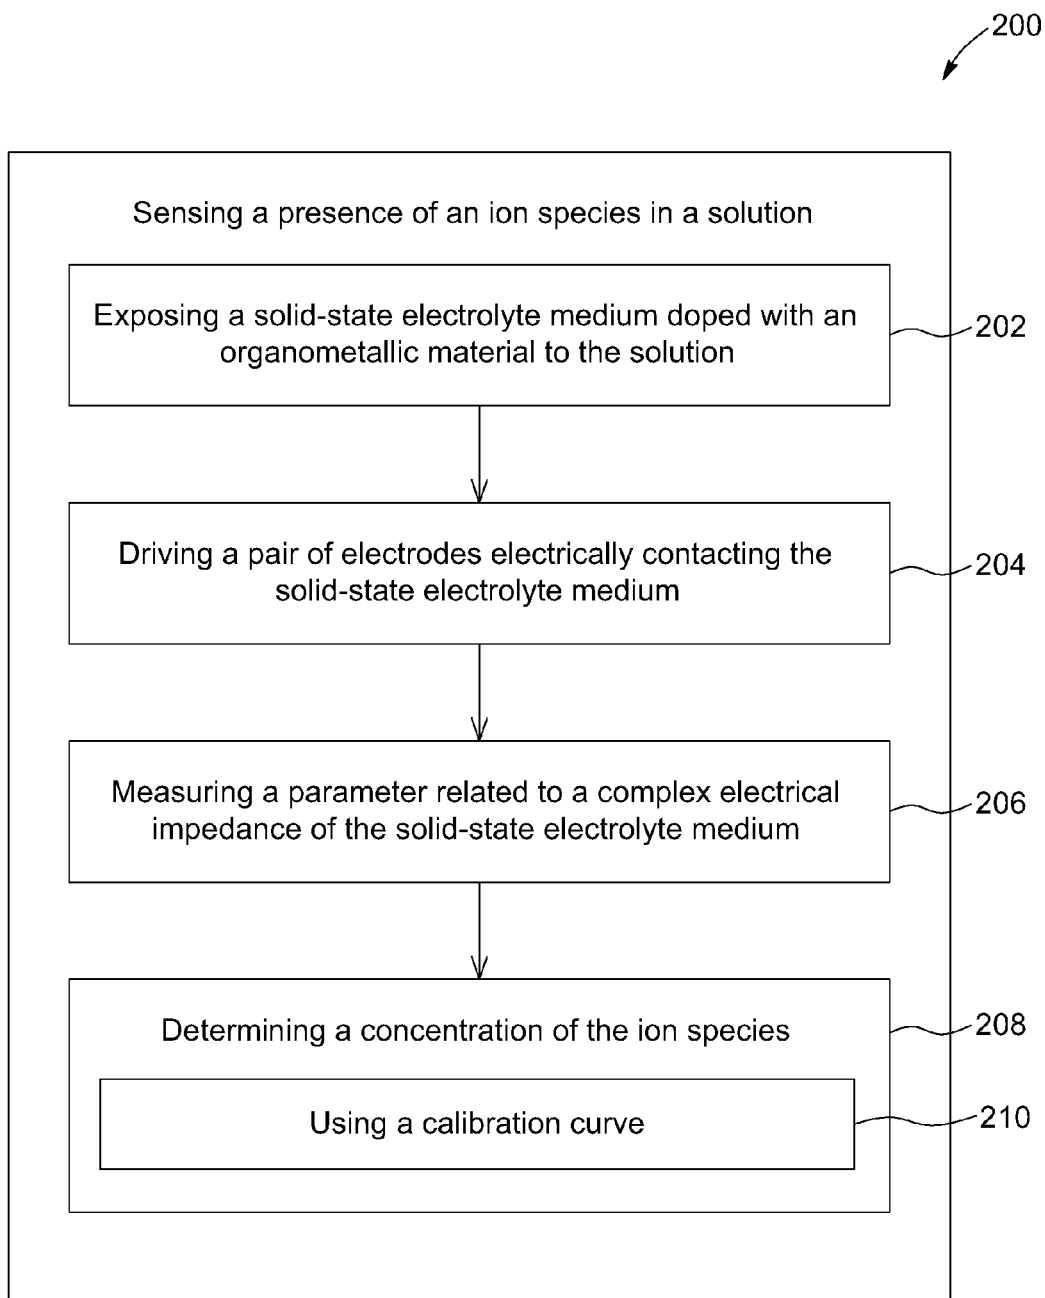 200
Sensing a presence of an ion species in a solution
Exposing a solid-state electrolyte medium doped with an
organometallic material to the solution
202
Driving a pair of electrodes electrically contacting the
solid-state electrolyte medium
204
Measuring a parameter related to a complex electrical
impedance of the solid-state electrolyte medium
206
Determining a concentration of the ion species
208
Using a calibration curve
210